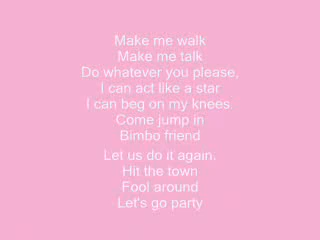 Make me walk
Make me talk
Do whatever you please,
I can act like a star
I can beg on my knees.
Come jump in
Bimbo friend
Let us do it again.
Hit the town
Fool around
Let's go party